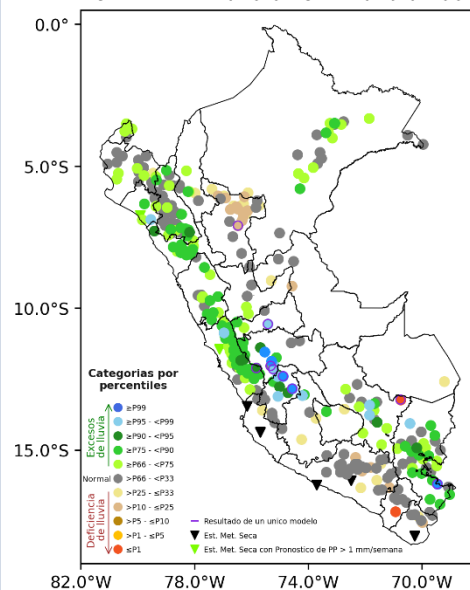 0.0°
5.0°S
10.0°S
15.0°S
Categorias por
percentiles
Excesos
de lluvia
Normal
Deficiencia
de lluvia
≥P99
≥P95 - <P99
≥P90 - <P95
≥P75 - <P90
≥P66 - <P75
>P66 - <P33
>P25 - ≤P33
>P10 - ≤P25
>P5 - ≤P10
>P1 - ≤P5
≤P1
Resultado de un unico modelo
Est. Met. Seca
Est. Met. Seca con Pronostico de PP > 1 mm/semana
82.0°W
78.0°W
74.0°W
70.0°W